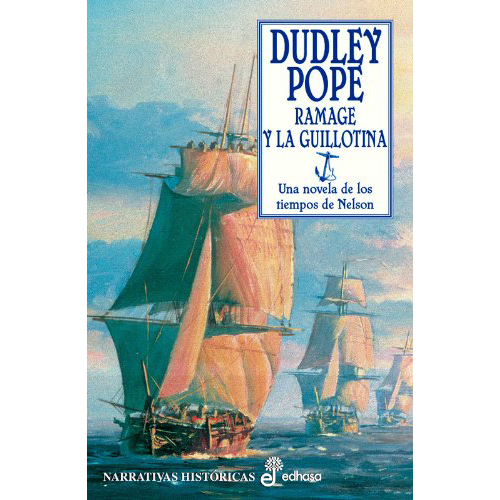 DUDLEY
POPE
RAMAGE
Y LA GUILLOTINA
Una novela de los
tiempos de Nelson
NARRATIVAS HISTÓRICAS edhasa